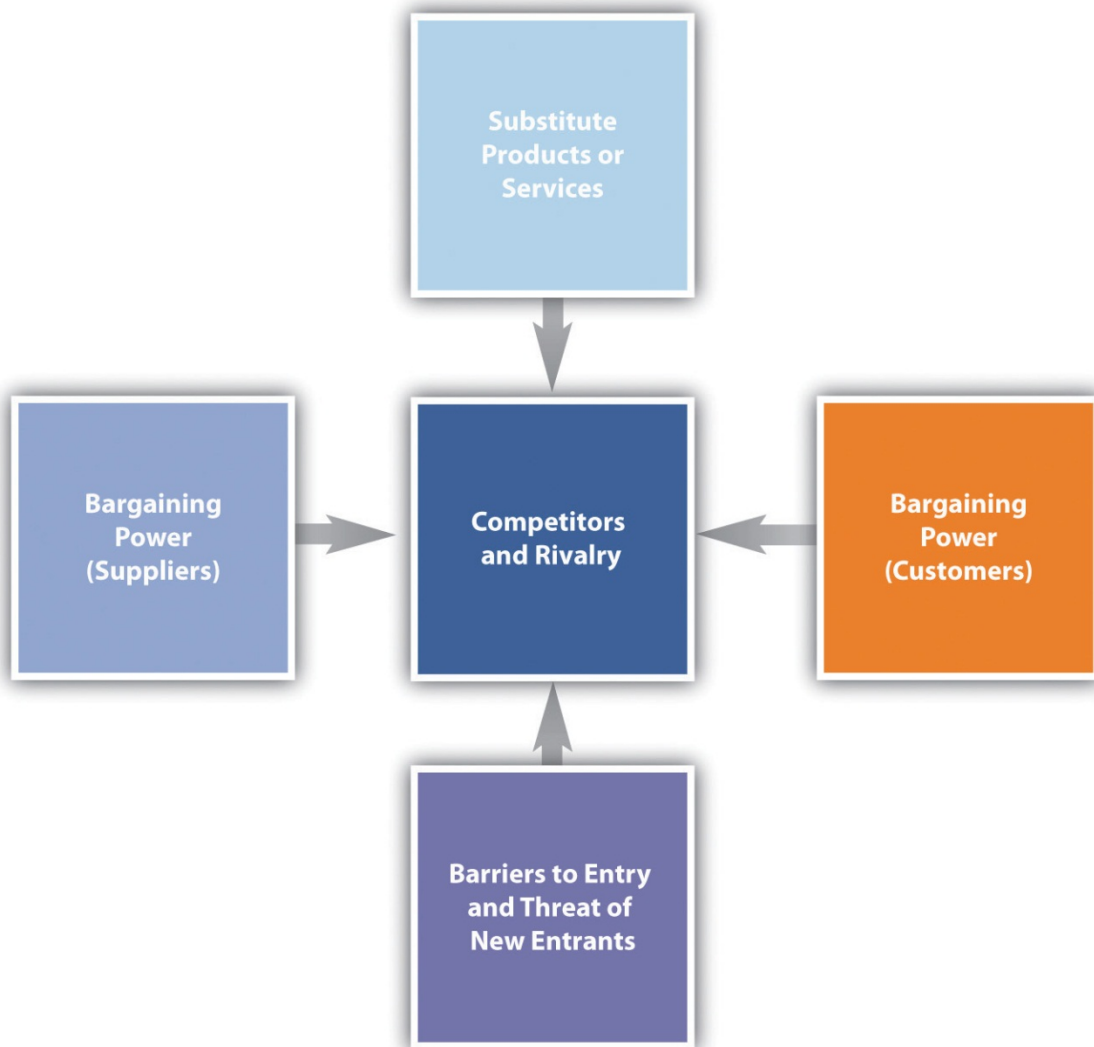 Substitute
Products or
Services
Bargaining
Power
(Suppliers)
Competitors
and Rivalry
Bargaining
Power
(Customers)
Barriers to Entry
and Threat of
New Entrants